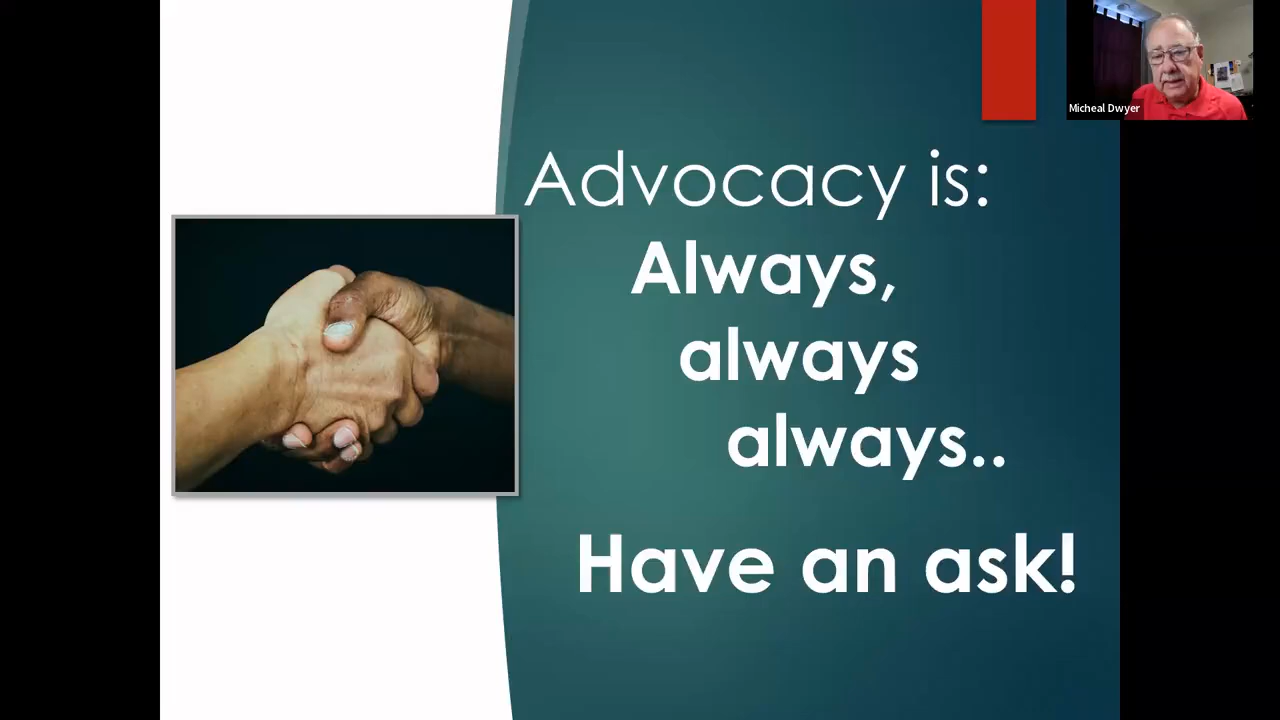 Micheal Dwyer
Advocacy is:
Always,
always
always..
Have an ask!